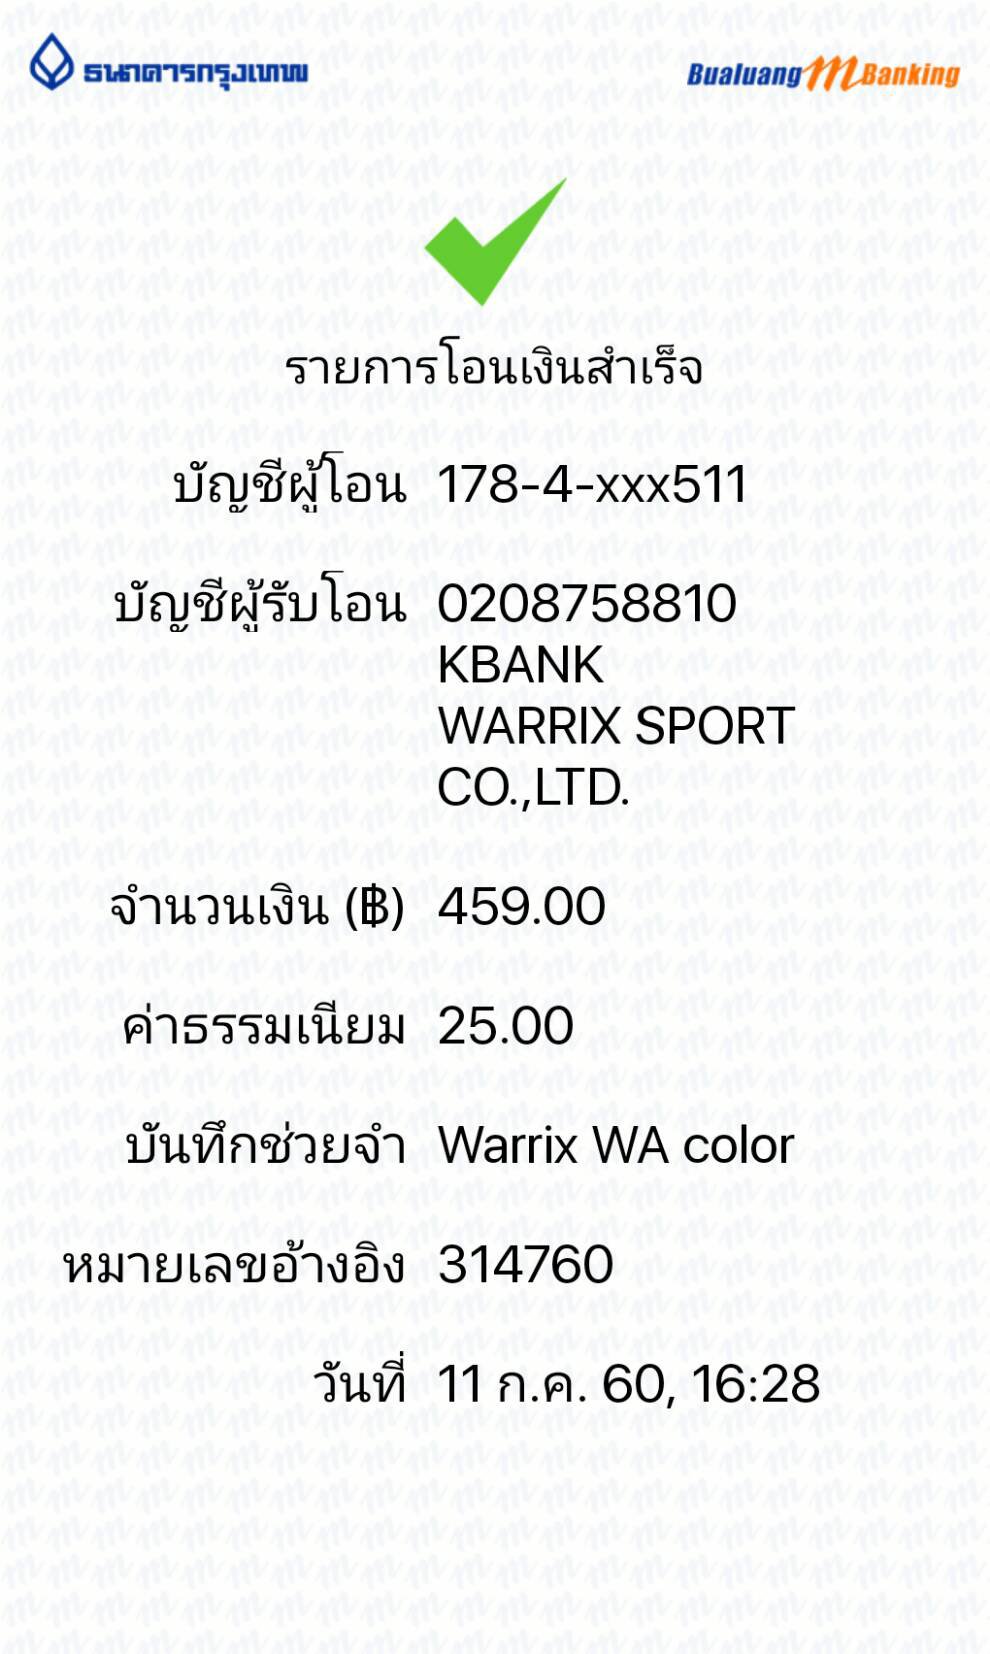 ธนาคารกรุงเทพ
Bualuang mBanking
รายการโอนเงินสำเร็จ
บัญชีผู้โอน 178-4-xxx511
บัญชีผู้รับโอน 0208758810
KBANK
WARRIX SPORT
CO.,LTD.
จำนวนเงิน (฿) 459.00
ค่าธรรมเนียม 25.00
บันทึกช่วยจำ Warrix WA color
หมายเลขอ้างอิง 314760
วันที่ 11 ก.ค. 60, 16:28